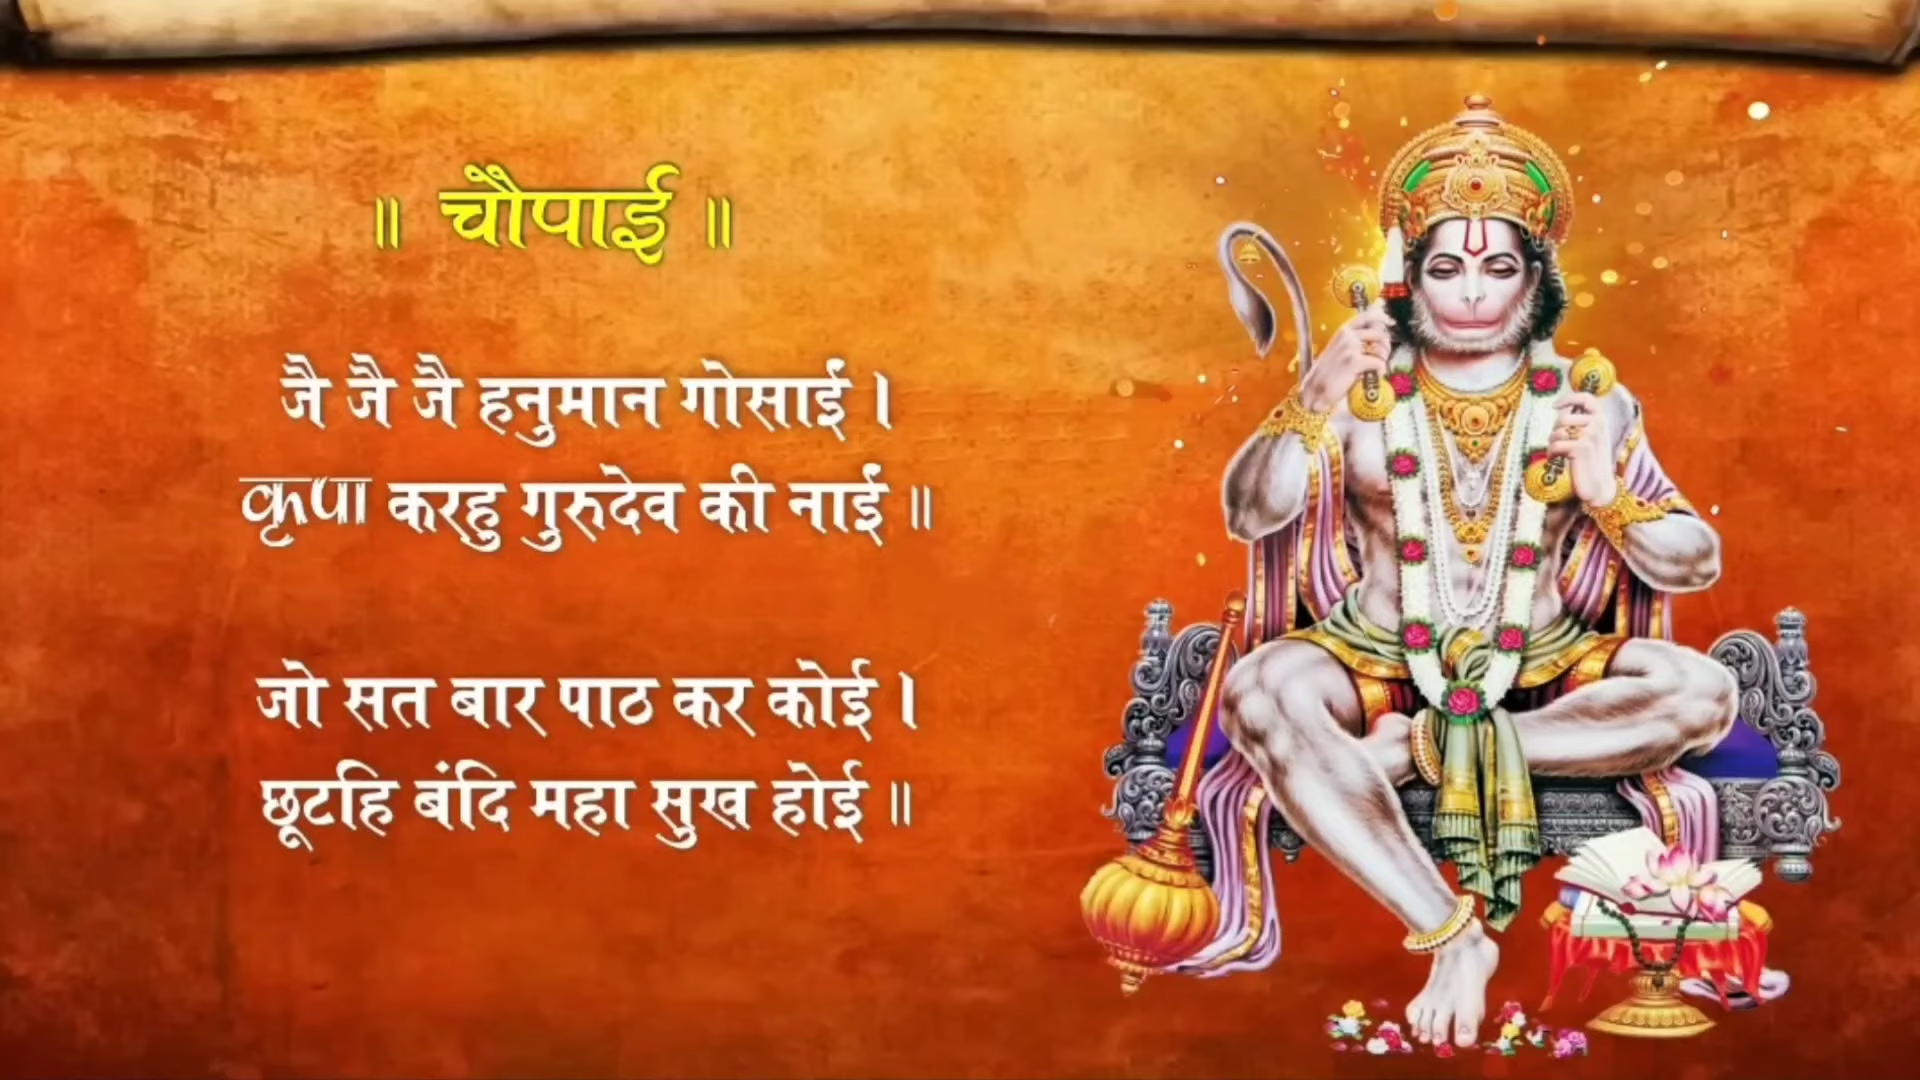 ॥ चौपाई ॥
जै जै जै हनुमान गोसाईं ।
कृपा करहु गुरुदेव की नाईं ॥
जो सत बार पाठ कर कोई ।
छूटहि बंदि महा सुख होई ॥